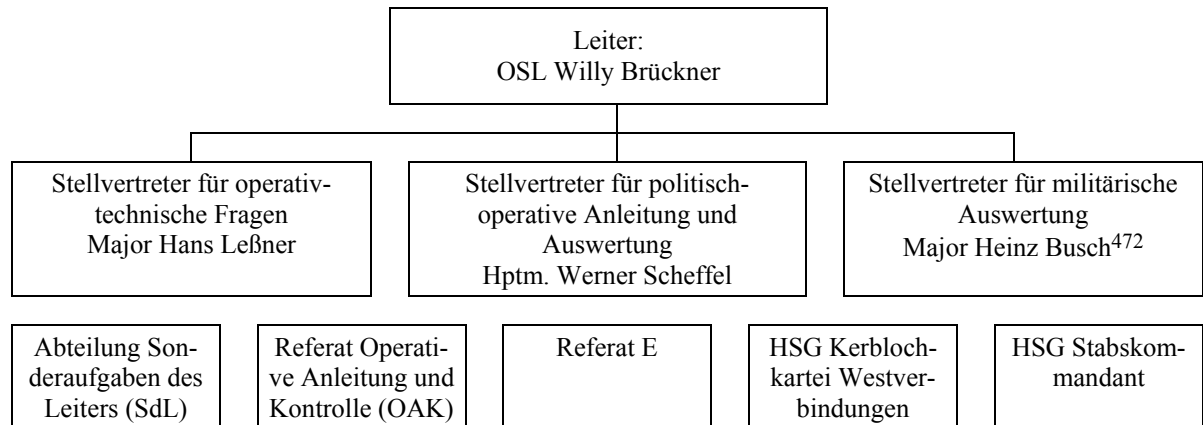 Leiter:
OSL Willy Brückner
Stellvertreter für operativ-
technische Fragen
Major Hans Leßner
Stellvertreter für politisch-
operative Anleitung und
Auswertung
Hptm. Werner Scheffel
Stellvertreter für militärische
Auswertung
Major Heinz Busch472
Abteilung Son-
deraufgaben des
Leiters (SdL)
Referat Operati-
ve Anleitung und
Kontrolle (OAK)
Referat E
HSG Kerbloch-
kartei Westver-
bindungen
HSG Stabskom-
mandant